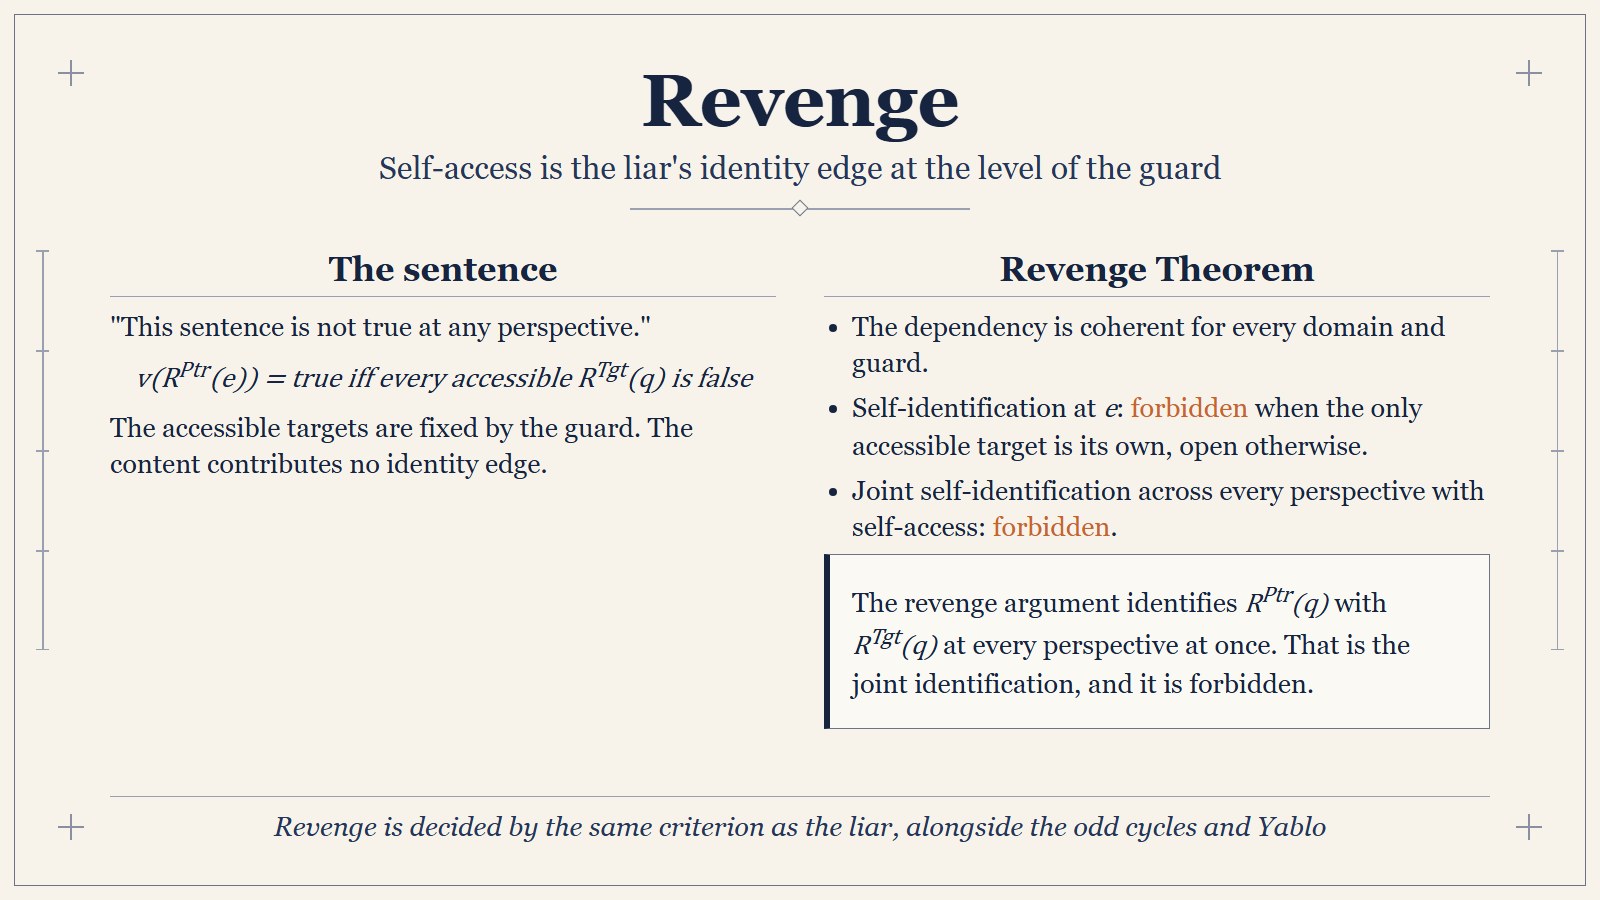 Revenge
Self-access is the liar's identity edge at the level of the guard
The sentence
"This sentence is not true at any perspective."
v(R^Ptr(e)) = true iff every accessible R^Tgt(q) is false
The accessible targets are fixed by the guard. The
content contributes no identity edge.
Revenge Theorem
• The dependency is coherent for every domain and
guard.
• Self-identification at e: forbidden when the only
accessible target is its own, open otherwise.
• Joint self-identification across every perspective with
self-access: forbidden.
The revenge argument identifies R^Ptr(q) with
R^Tgt(q) at every perspective at once. That is the
joint identification, and it is forbidden.
Revenge is decided by the same criterion as the liar, alongside the odd cycles and Yablo